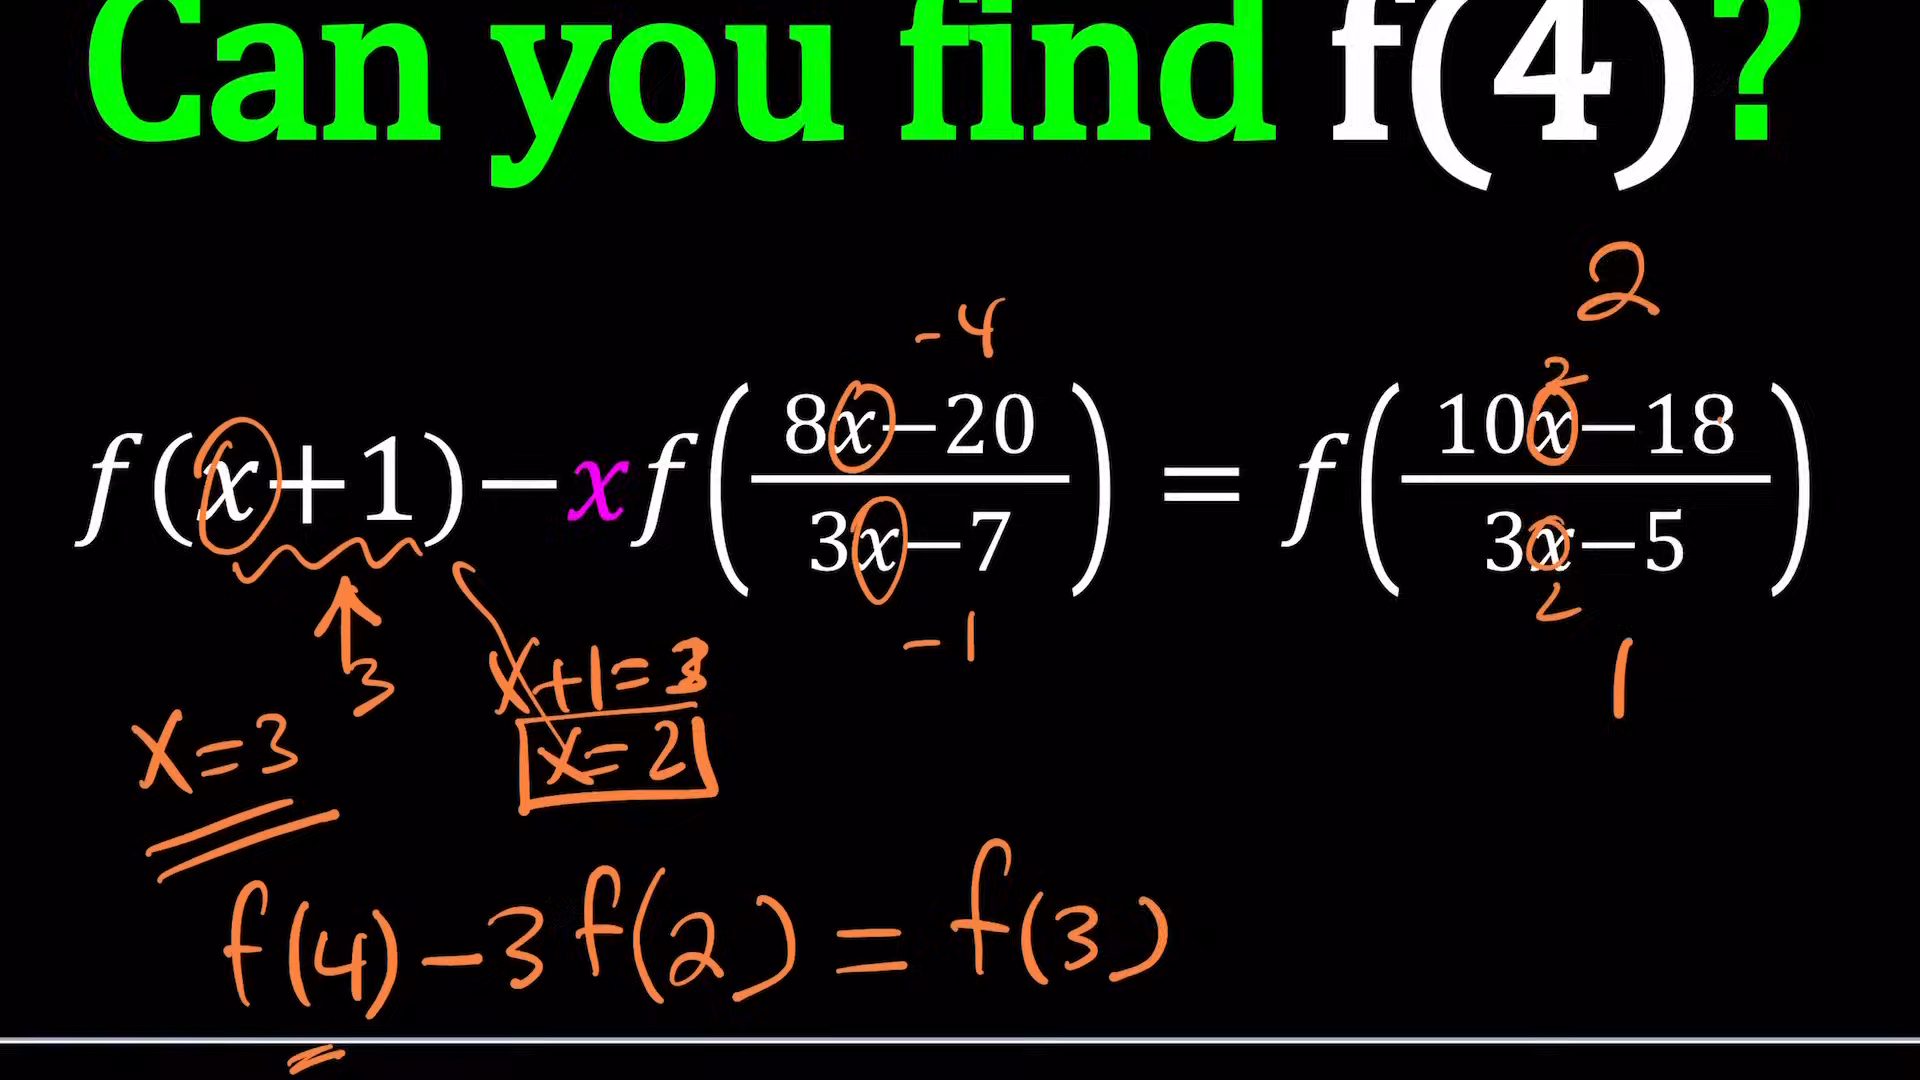 Can you find f(4)?
2
-4
2
f(x+1)−xf(8x−20/3x−7)=f(10x−18/3x−5)
2
-1
1
3
x+1=3
x=3
x=2
f(4)-3f(2)=f(3)